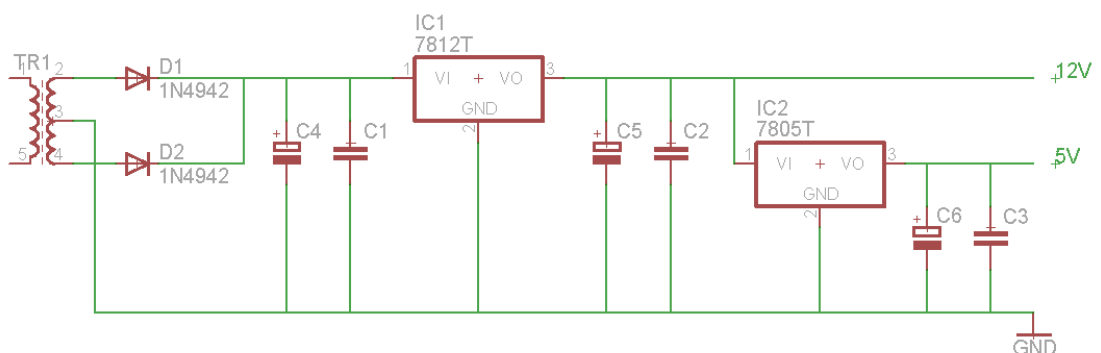 TR1
1
2
3
4
5
D1
1N4942
D2
1N4942
+
C4
C1
IC1
7812T
1
VI
+
VO
3
GND
2
+
C5
C2
IC2
7805T
1
VI
+
VO
3
GND
2
+
C6
C3
12V
5V
GND